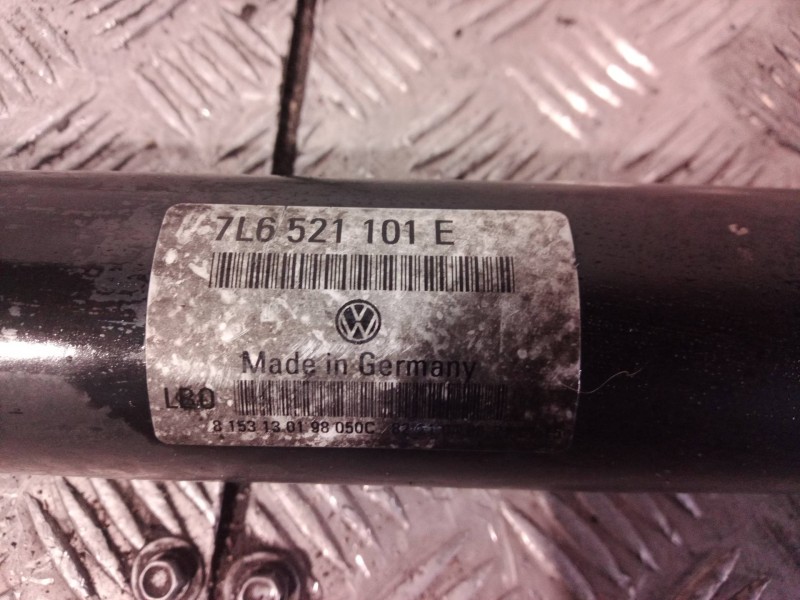 7L6 521 101 E
Made in Germany
LBO
8 153 13 01 98 050C